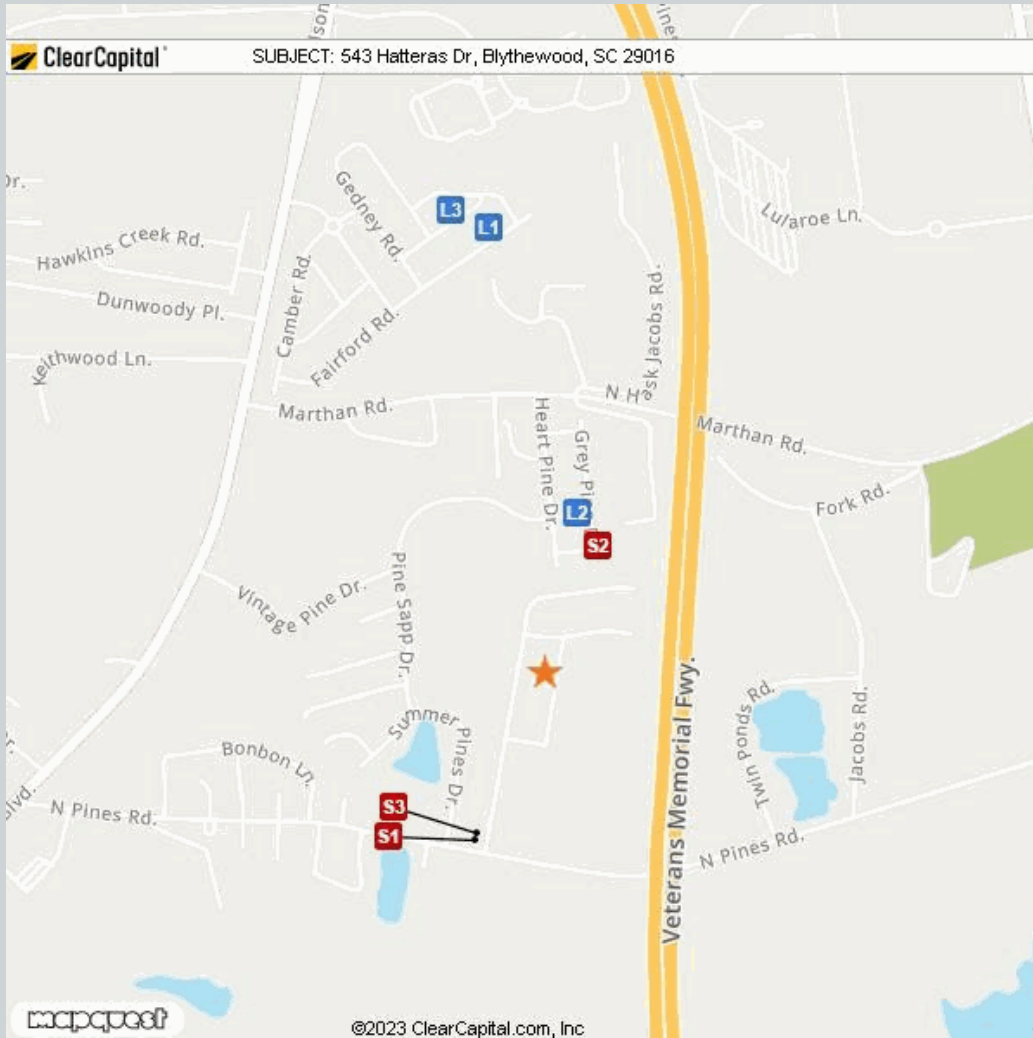 ClearCapital
SUBJECT: 543 Hatteras Dr, Blythewood, SC 29016
Gedney Rd.
L3
L1
Lularoe Ln.
Hawkins Creek Rd.
Dunwoody Pl.
Camber Rd.
Keithwood Ln.
Fairford Rd.
N Hask Jacobs Rd.
Marthan Rd.
Marthan Rd.
Heart Pine Dr.
Fork Rd.
L2
S2
Vintage Pine Dr.
Pine Sapp Dr.
Summer Pines Dr.
Veterans Memorial Fwy.
Twin Ponds Rd.
Jacobs Rd.
Bonbon Ln.
Blvd.
N Pines Rd.
S3
S1
N Pines Rd.
mapquest
©2023 ClearCapital.com, Inc